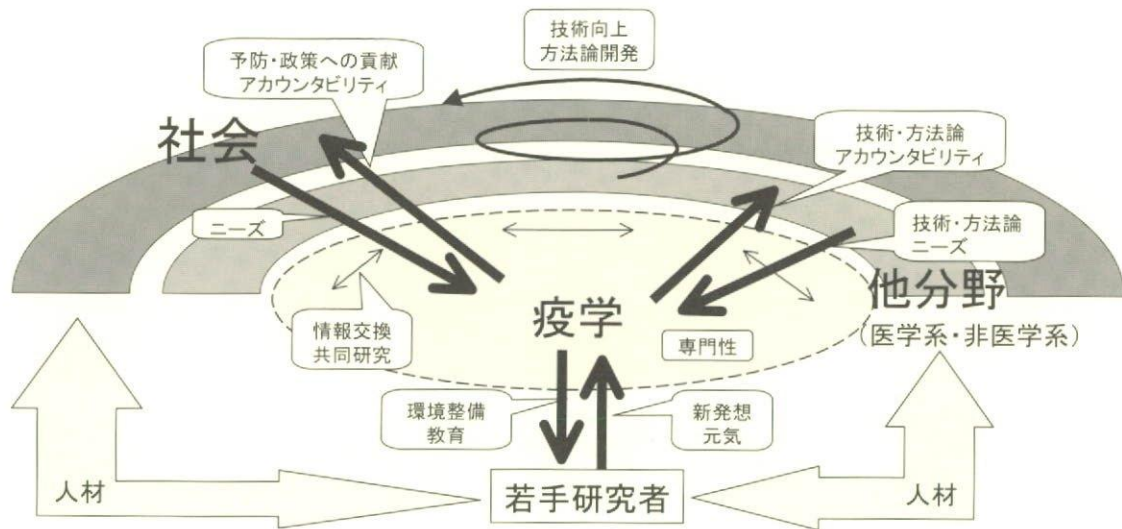 技術向上
方法論開発
予防・政策への貢献
アカウンタビリティ
社会
技術・方法論
アカウンタビリティ
ニーズ
技術・方法論
ニーズ
他分野
(医学系・非医学系)
疫学
情報交換
共同研究
専門性
環境整備
教育
新発想
元気
人材
若手研究者
人材